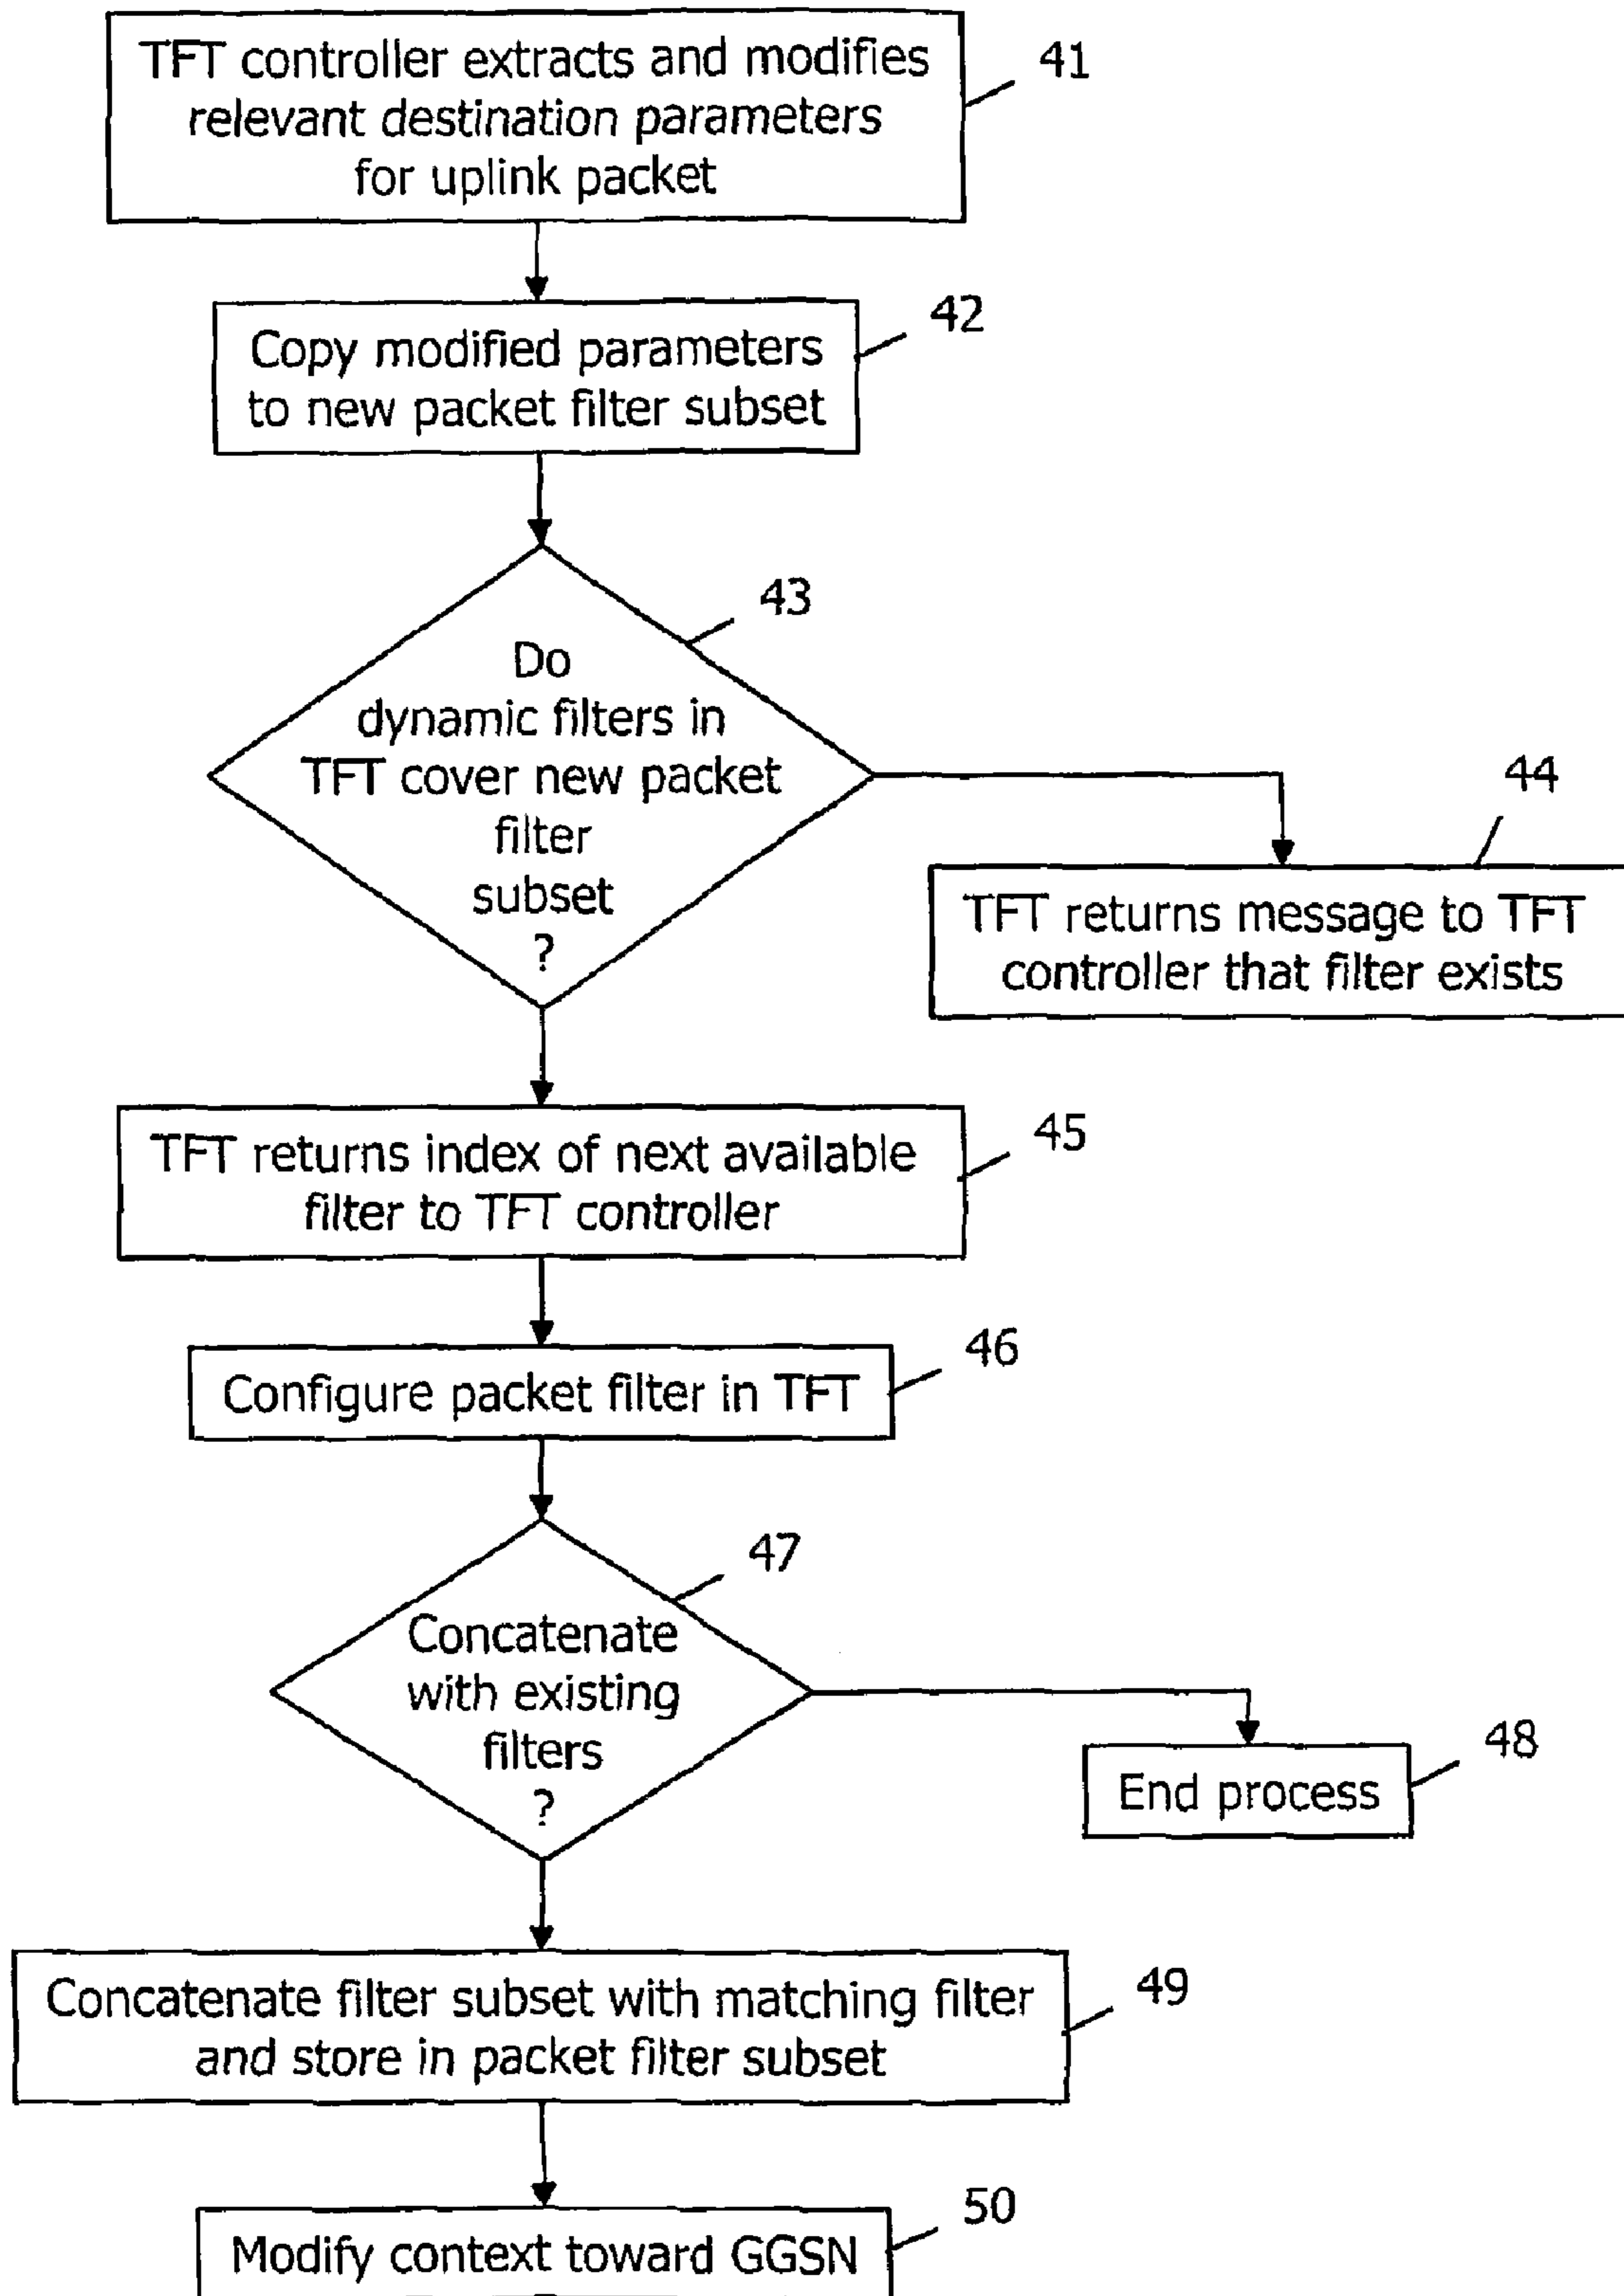 TFT controller extracts and modifies
relevant destination parameters
for uplink packet
41
Copy modified parameters
to new packet filter subset
42
Do
dynamic filters in
TFT cover new packet
filter
subset
?
43
TFT returns message to TFT
controller that filter exists
44
TFT returns index of next available
filter to TFT controller
45
Configure packet filter in TFT
46
Concatenate
with existing
filters
?
47
End process
48
Concatenate filter subset with matching filter
and store in packet filter subset
49
Modify context toward GGSN
50